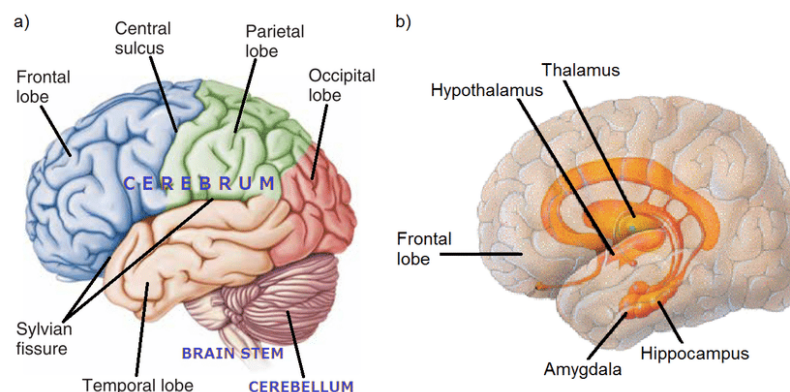 a)
Central
sulcus
Parietal
lobe
Frontal
lobe
Occipital
lobe
CEREBRUM
Sylvian
fissure
BRAIN STEM
Temporal lobe
CEREBELLUM
b)
Thalamus
Hypothalamus
Frontal
lobe
Amygdala
Hippocampus